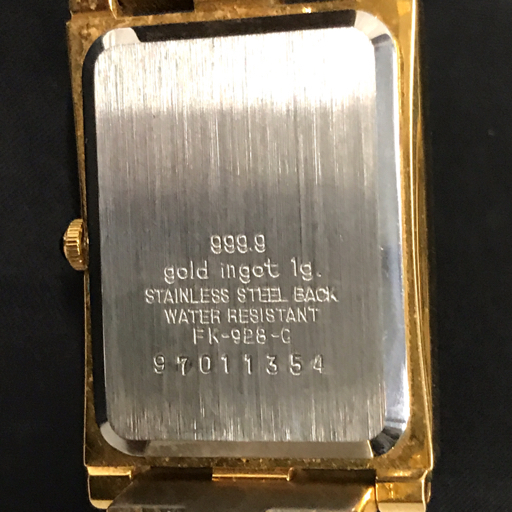 999.9
gold ingot 1g.
STAINLESS STEEL BACK
WATER RESISTANT
FK-928-C
97011354